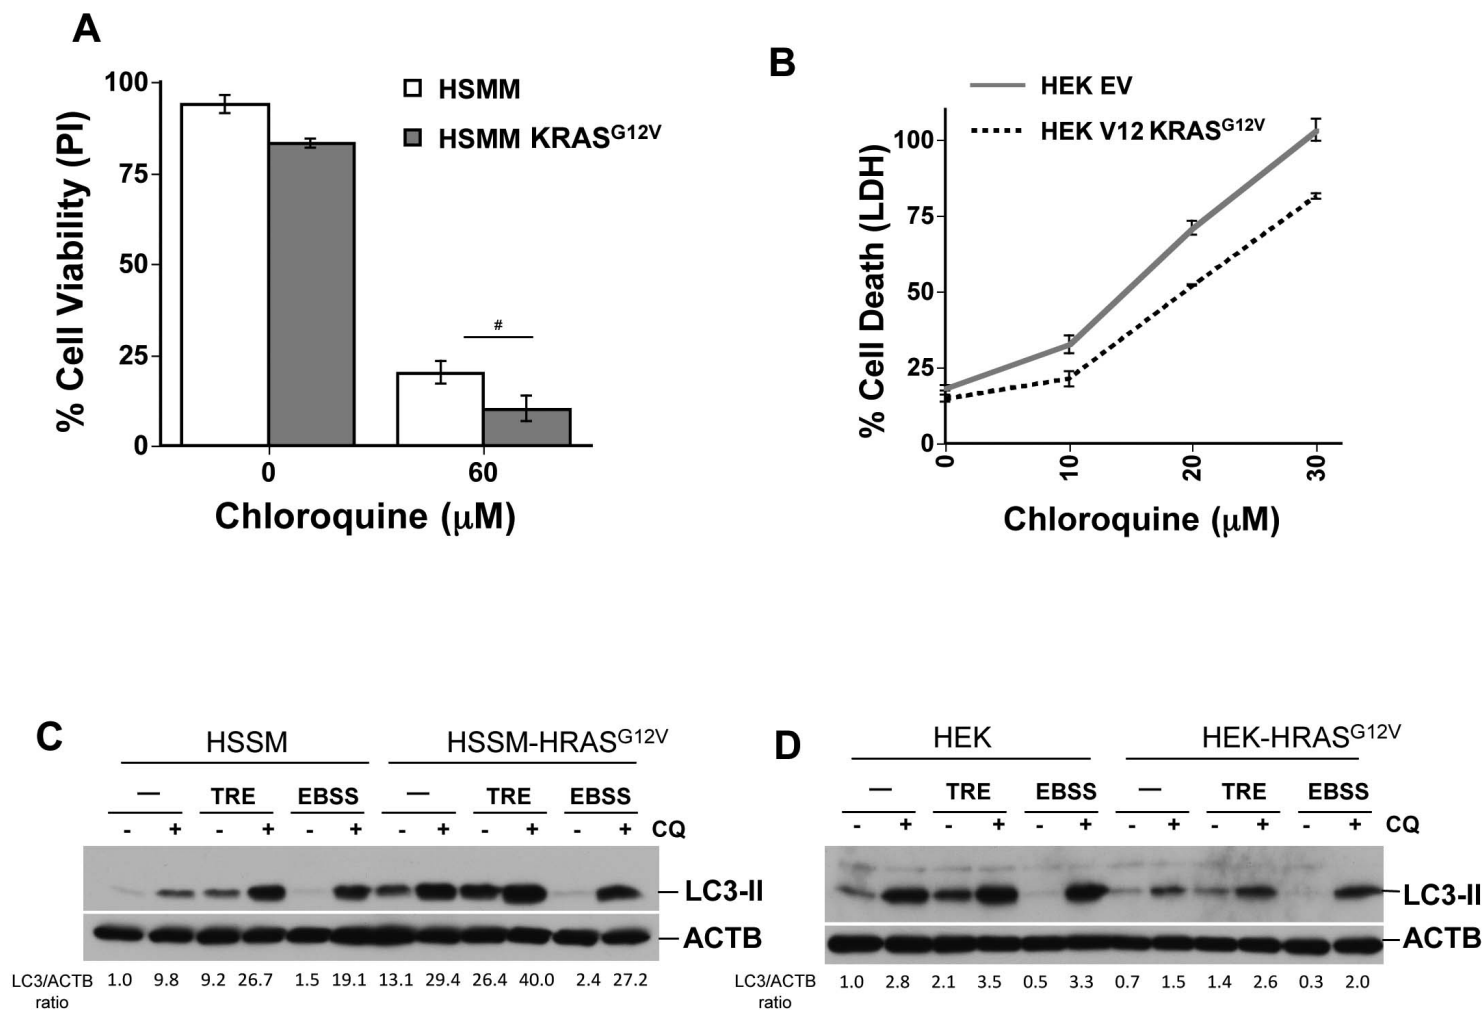 A
100
75
50
25
0
% Cell Viability (PI)
HSMM
HSMM KRASG12V
#
0 60
Chloroquine (μM)
B
HEK EV
HEK V12 KRASG12V
100
75
50
25
0
% Cell Death (LDH)
0 10 20 30
Chloroquine (μM)
C
HSSM HSSM-HRASG12V
— TRE EBSS — TRE EBSS
- + - + - + - + - + - + CQ
LC3-II
ACTB
LC3/ACTB ratio 1.0 9.8 9.2 26.7 1.5 19.1 13.1 29.4 26.4 40.0 2.4 27.2
D
HEK HEK-HRASG12V
— TRE EBSS — TRE EBSS
- + - + - + - + - + - + CQ
LC3-II
ACTB
LC3/ACTB ratio 1.0 2.8 2.1 3.5 0.5 3.3 0.7 1.5 1.4 2.6 0.3 2.0